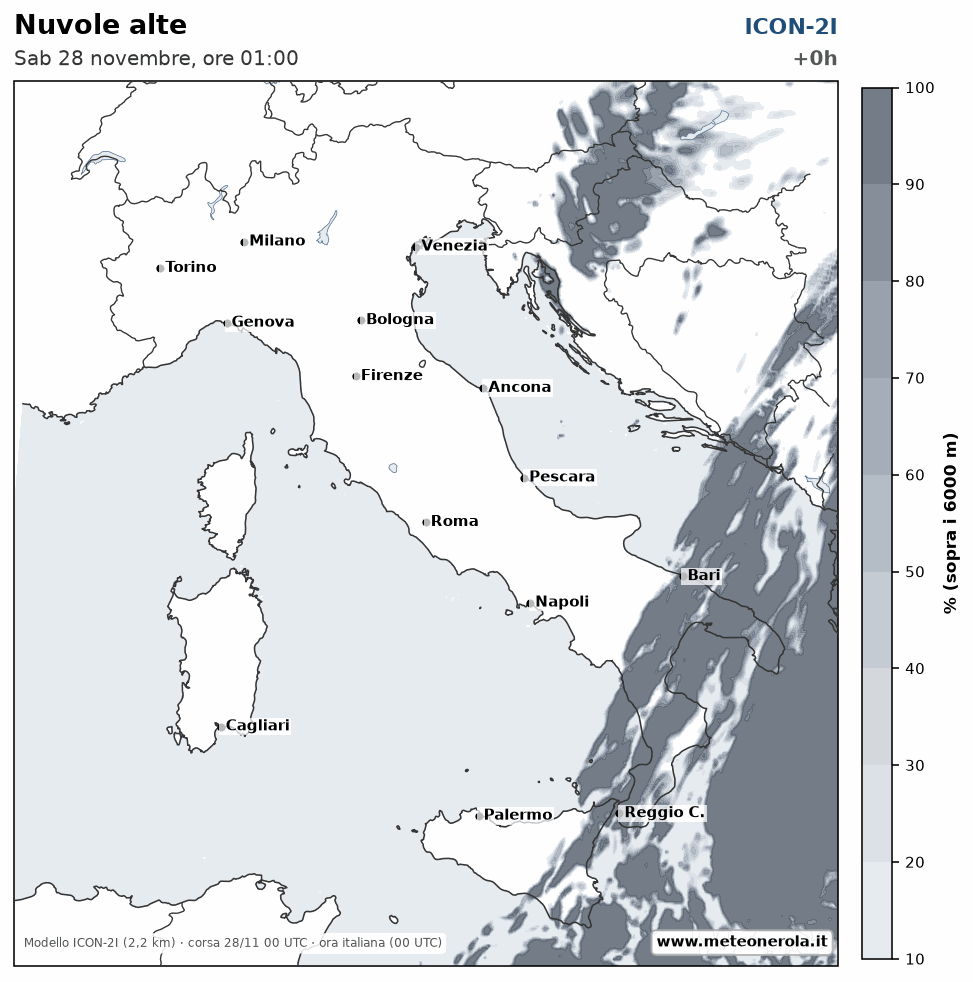 Nuvole alte
ICON-2I
Sab 28 novembre, ore 01:00
+0h
100
90
80
70
60
50
40
30
20
10
% (sopra i 6000 m)
Milano
Venezia
Torino
Genova
Bologna
Firenze
Ancona
Pescara
Roma
Bari
Napoli
Cagliari
Palermo
Reggio C.
Modello ICON-2I (2,2 km) · corsa 28/11 00 UTC · ora italiana (00 UTC)
www.meteonerola.it